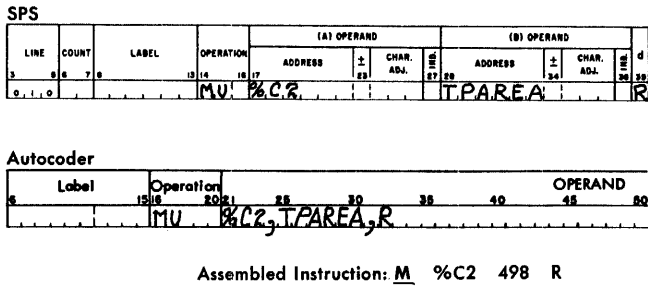 SPS
(A) OPERAND (B) OPERAND
LINE COUNT LABEL OPERATION ADDRESS ± CHAR. ADJ. IND. ADDRESS ± CHAR. ADJ. IND. d
3 5 6 7 8 13 14 16 17 23 27 28 34 38 39
0 1 0 MU %C2 TPAREA R
Autocoder
Label Operation OPERAND
6 15 16 20 21 25 30 35 40 45 50
MU %C2, TPAREA, R
Assembled Instruction: M %C2 498 R